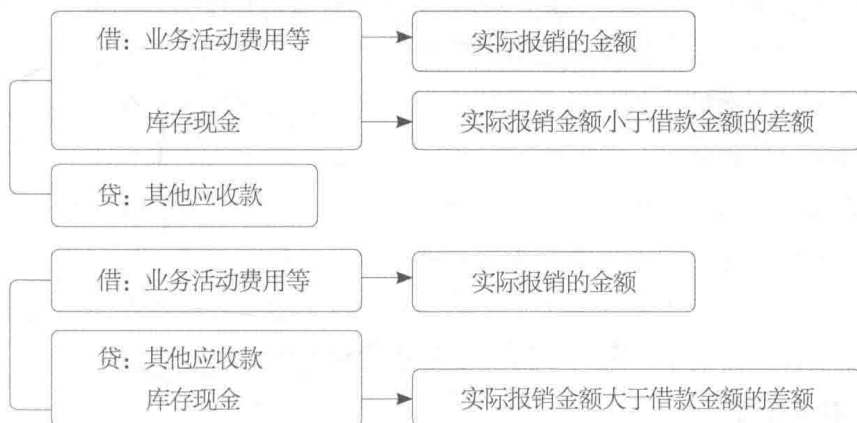 借：业务活动费用等
实际报销的金额
库存现金
实际报销金额小于借款金额的差额
贷：其他应收款
借：业务活动费用等
实际报销的金额
贷：其他应收款
库存现金
实际报销金额大于借款金额的差额